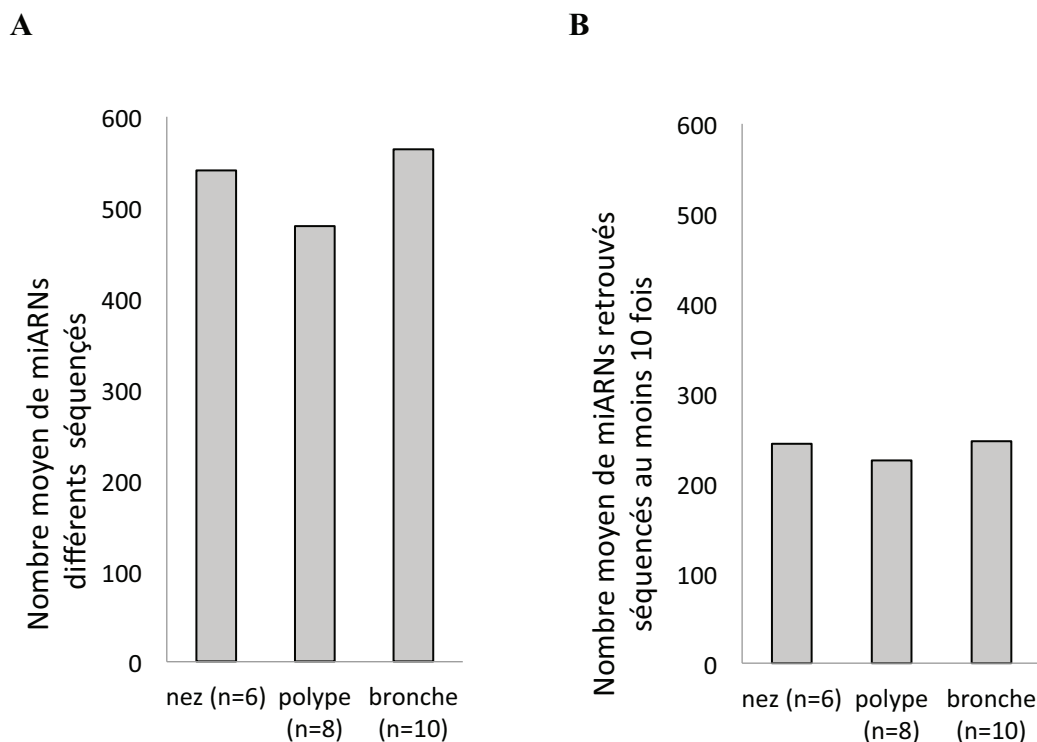 A
B
Nombre moyen de miARNs
différents séquençés
600
500
400
300
200
100
0
nez (n=6)
polype
(n=8)
bronche
(n=10)
Nombre moyen de miARNs retrouvés
séquencés au moins 10 fois
600
500
400
300
200
100
0
nez (n=6)
polype
(n=8)
bronche
(n=10)